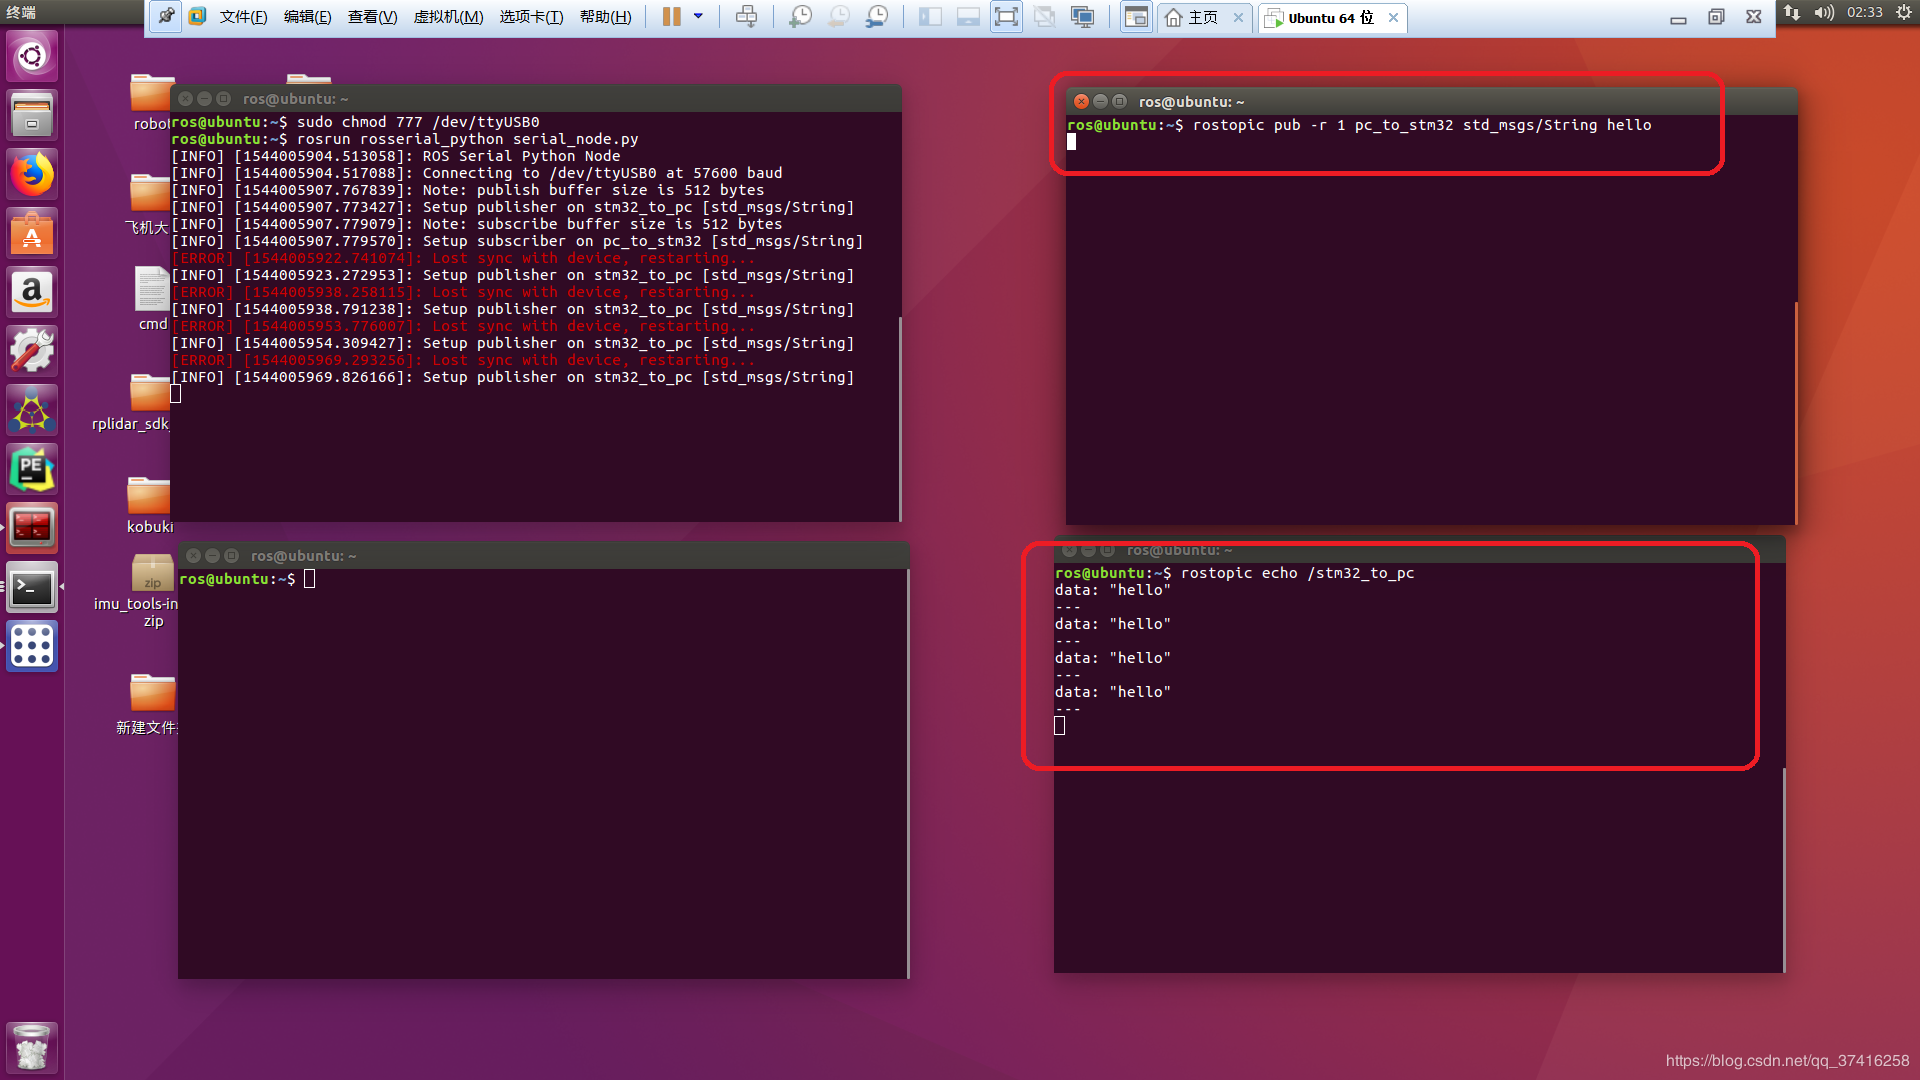 终端
文件(F) 编辑(E) 查看(V) 虚拟机(M) 选项卡(T) 帮助(H)
主页
Ubuntu 64 位
02:33
robot
飞机大
cmd
rplidar_sdk
kobuki
zip
imu_tools-in
zip
新建文件
ros@ubuntu: ~
ros@ubuntu:~$ sudo chmod 777 /dev/ttyUSB0
ros@ubuntu:~$ rosrun rosserial_python serial_node.py
[INFO] [1544005904.513058]: ROS Serial Python Node
[INFO] [1544005904.517088]: Connecting to /dev/ttyUSB0 at 57600 baud
[INFO] [1544005907.767839]: Note: publish buffer size is 512 bytes
[INFO] [1544005907.773427]: Setup publisher on stm32_to_pc [std_msgs/String]
[INFO] [1544005907.779079]: Note: subscribe buffer size is 512 bytes
[INFO] [1544005907.779570]: Setup subscriber on pc_to_stm32 [std_msgs/String]
[ERROR] [1544005922.741074]: Lost sync with device, restarting...
[INFO] [1544005923.272953]: Setup publisher on stm32_to_pc [std_msgs/String]
[ERROR] [1544005938.258115]: Lost sync with device, restarting...
[INFO] [1544005938.791238]: Setup publisher on stm32_to_pc [std_msgs/String]
[ERROR] [1544005953.776007]: Lost sync with device, restarting...
[INFO] [1544005954.309427]: Setup publisher on stm32_to_pc [std_msgs/String]
[ERROR] [1544005969.293256]: Lost sync with device, restarting...
[INFO] [1544005969.826166]: Setup publisher on stm32_to_pc [std_msgs/String]
ros@ubuntu: ~
ros@ubuntu:~$ rostopic pub -r 1 pc_to_stm32 std_msgs/String hello
ros@ubuntu: ~
ros@ubuntu:~$
ros@ubuntu: ~
ros@ubuntu:~$ rostopic echo /stm32_to_pc
data: "hello"
---
data: "hello"
---
data: "hello"
---
data: "hello"
---
https://blog.csdn.net/qq_37416258